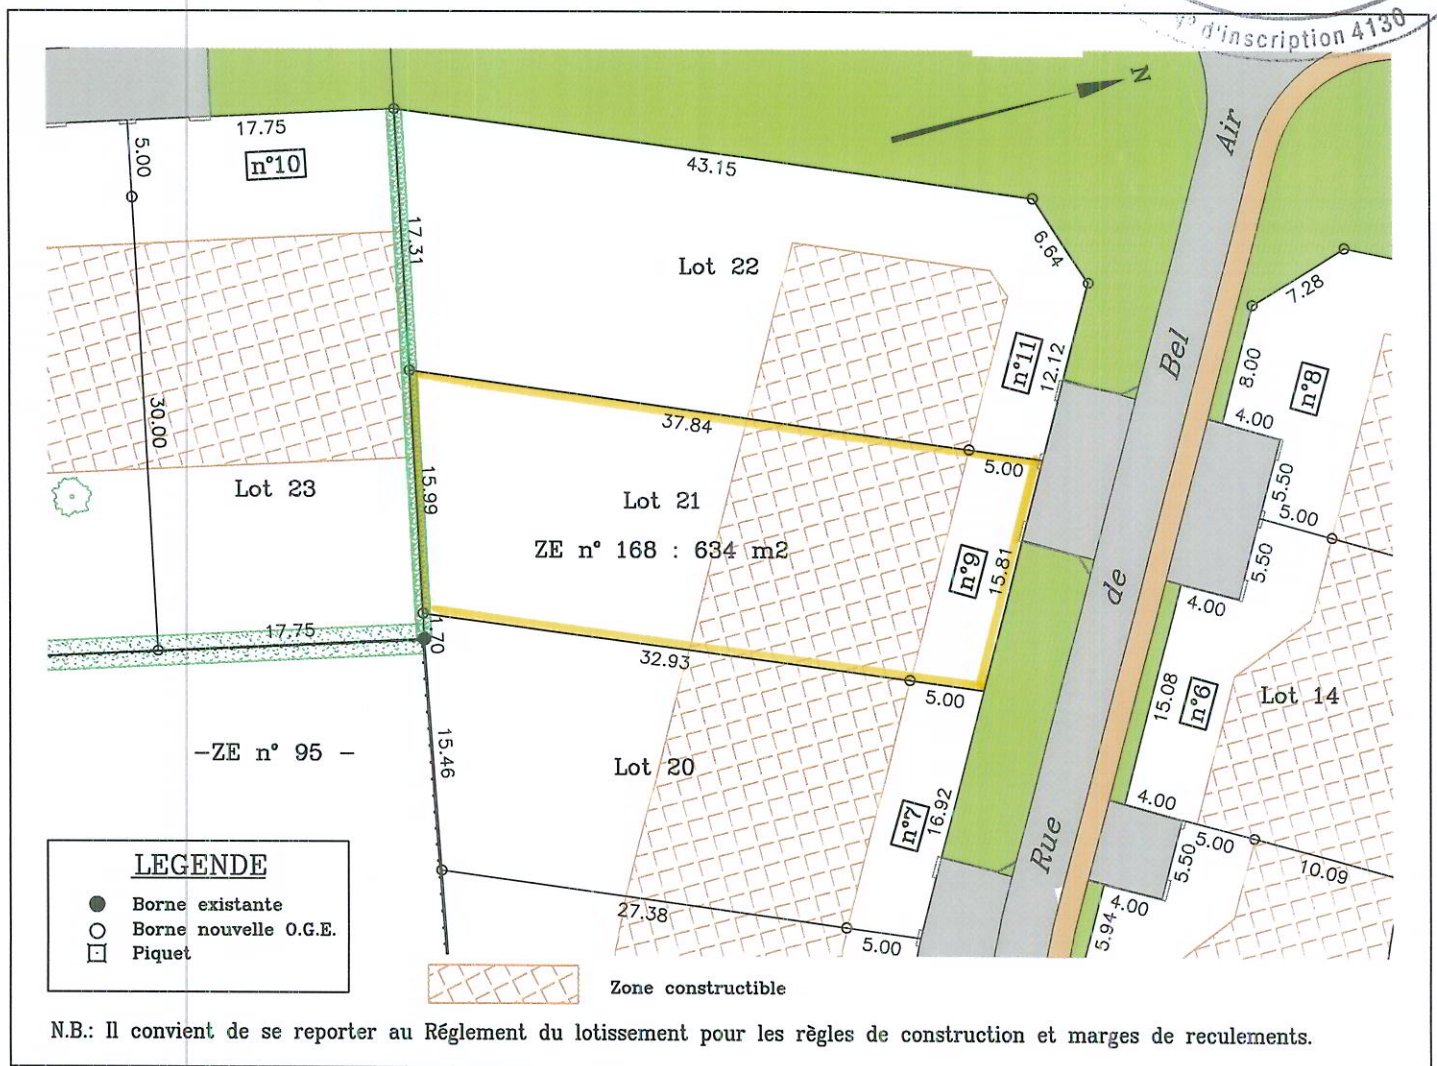 N° d'inscription 4130
N
Air
17.75
5.00
n°10
43.15
17.31
6.64
Lot 22
7.28
n°11
12.12
Bel
8.00
n°8
4.00
37.84
5.00
30.00
15.99
5.50
5.00
Lot 23
Lot 21
ZE n° 168 : 634 m2
n°9
15.81
5.50
de
4.00
17.75
1.70
32.93
5.00
15.08
n°6
Lot 14
-ZE n° 95 -
15.46
Lot 20
n°7
16.92
4.00
Rue
5.00
5.50
10.09
4.00
27.38
5.00
5.94
LEGENDE
Borne existante
Borne nouvelle O.G.E.
Piquet
Zone constructible
N.B.: Il convient de se reporter au Réglement du lotissement pour les règles de construction et marges de reculements.